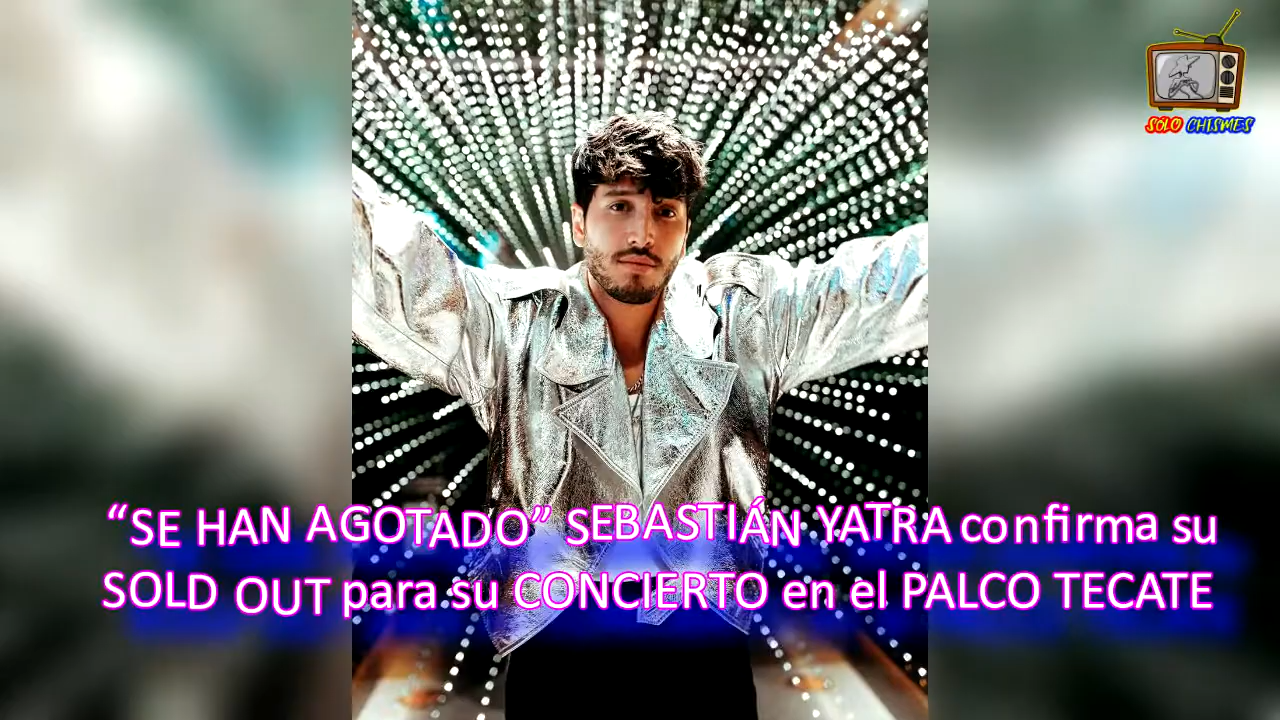 SOLO CHISMES
“SE HAN AGOTADO” SEBASTIÁN YATRA confirma su
SOLD OUT para su CONCIERTO en el PALCO TECATE